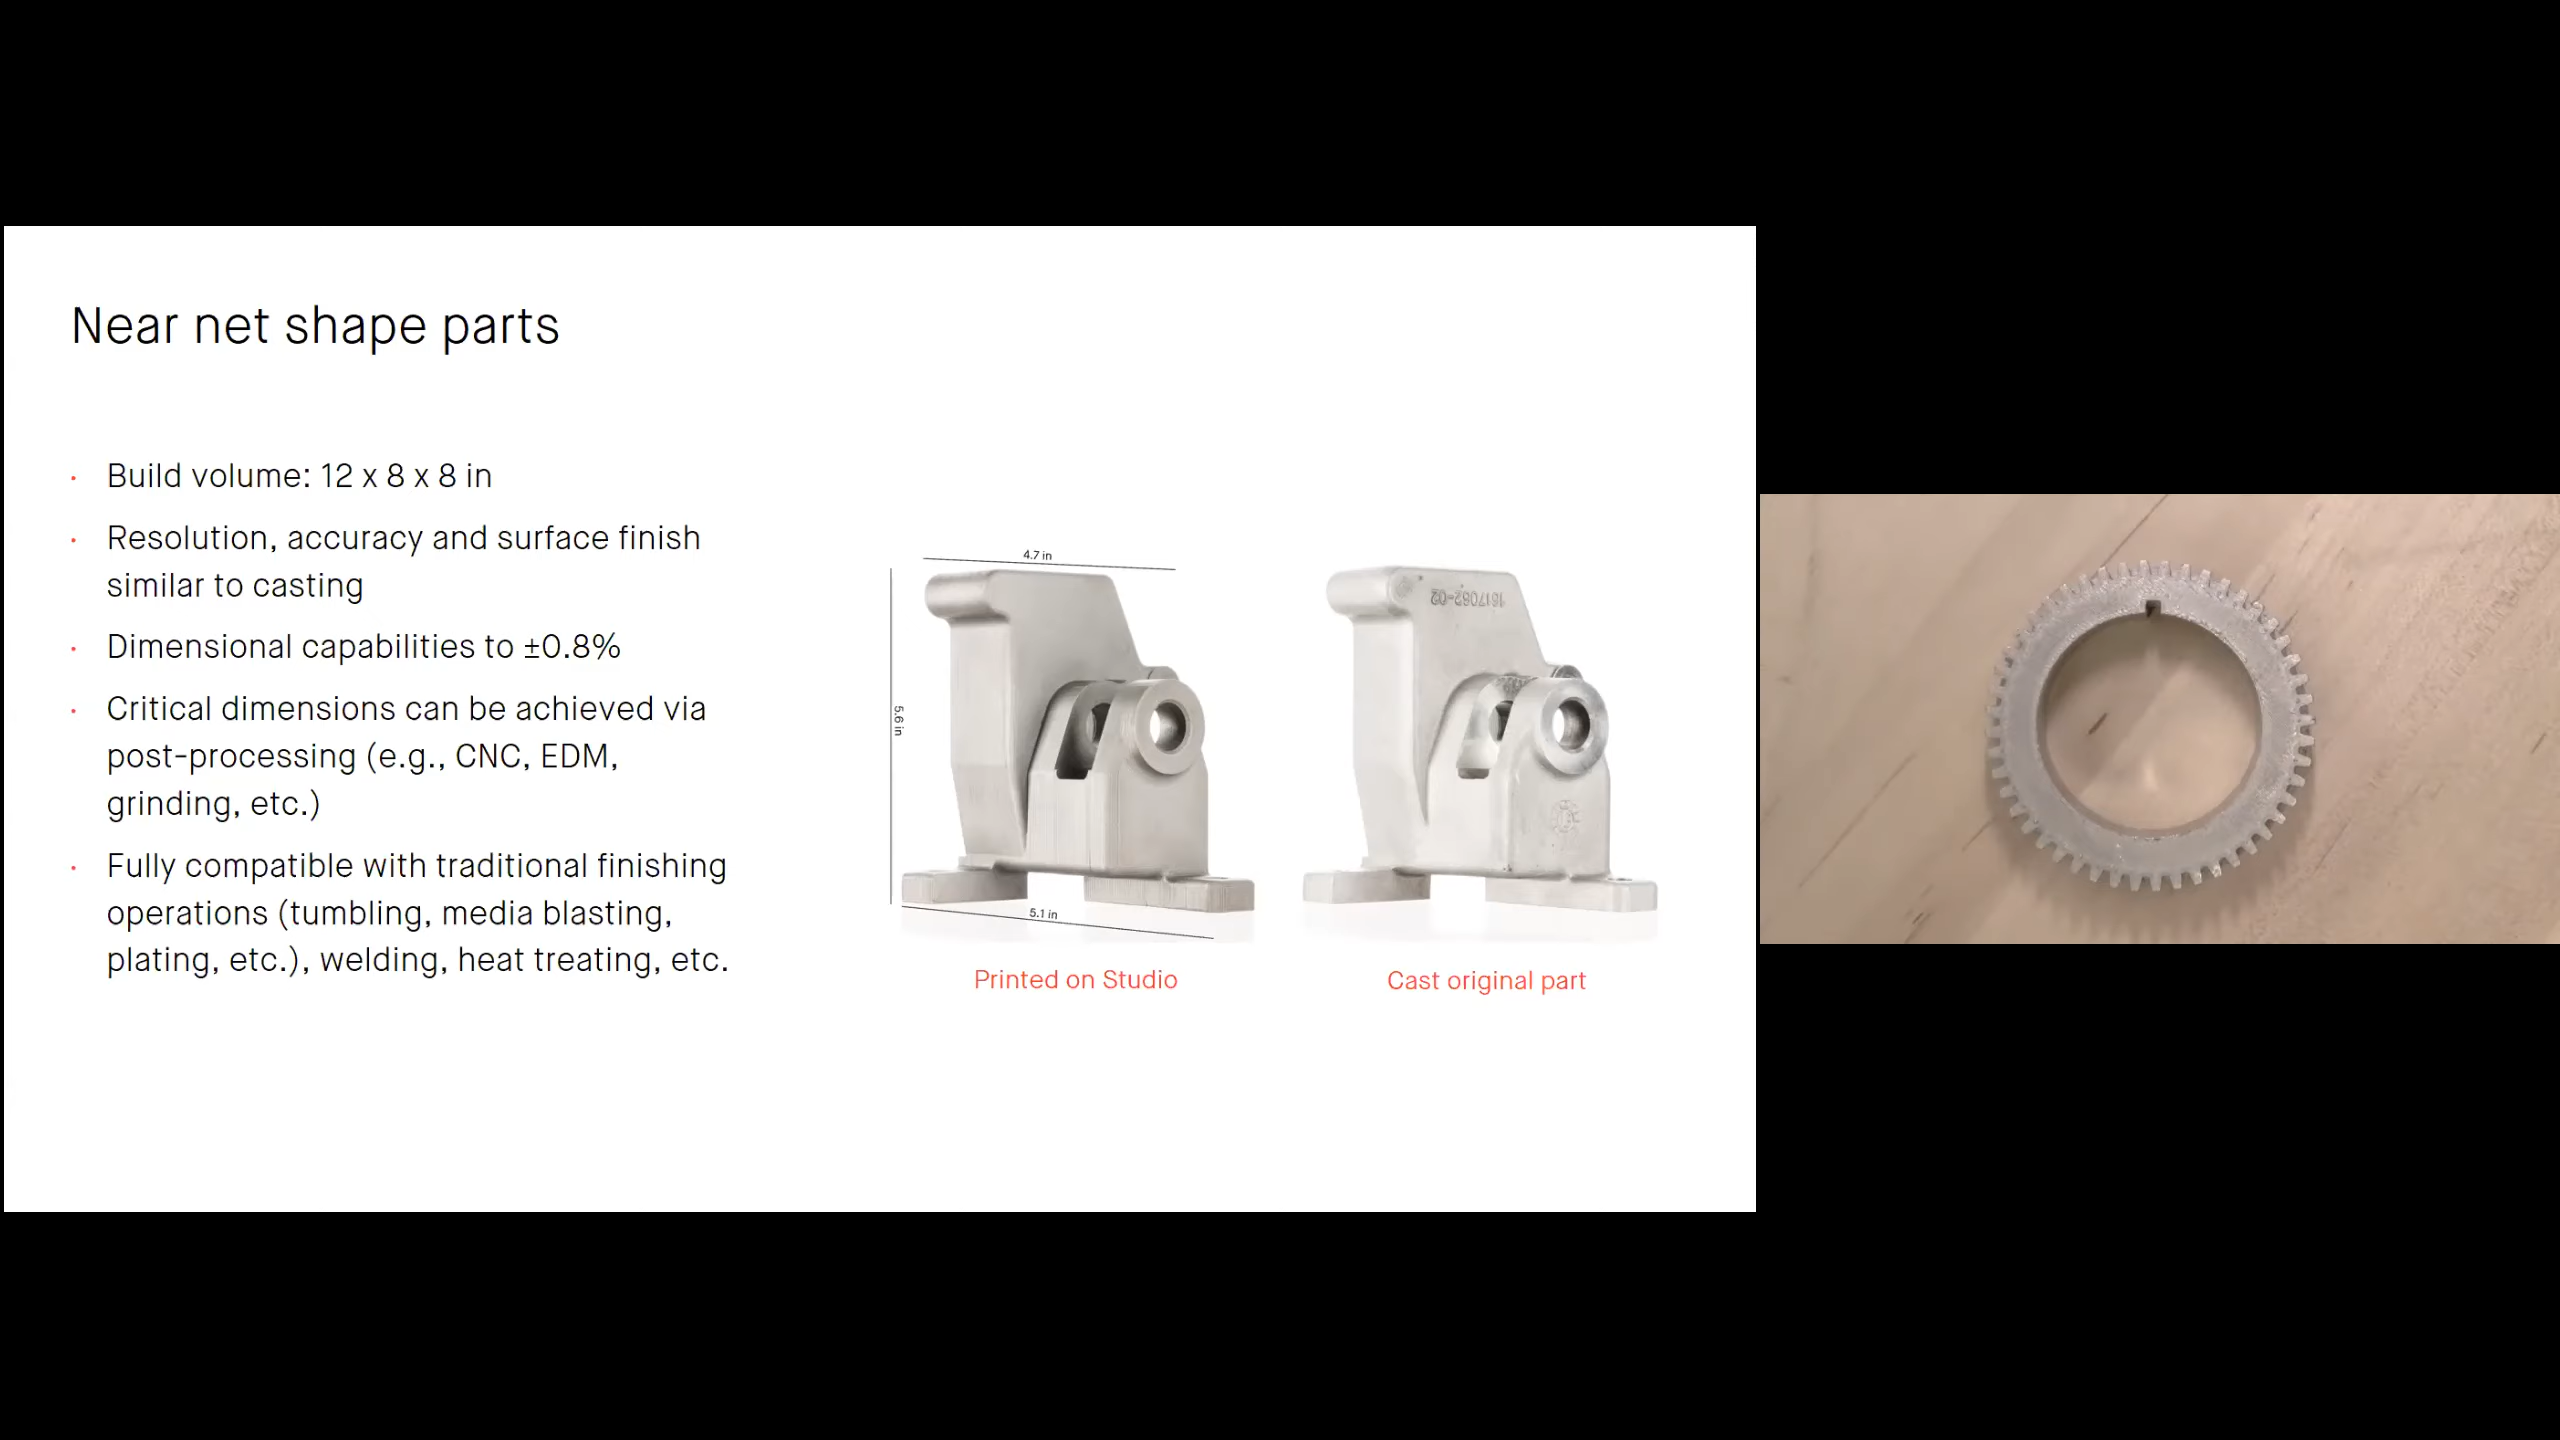 Near net shape parts
· Build volume: 12 x 8 x 8 in
· Resolution, accuracy and surface finish
similar to casting
· Dimensional capabilities to ±0.8%
· Critical dimensions can be achieved via
post-processing (e.g., CNC, EDM,
grinding, etc.)
· Fully compatible with traditional finishing
operations (tumbling, media blasting,
plating, etc.), welding, heat treating, etc.
4.7 in
5.6 in
5.1 in
Printed on Studio
1617062-02
Cast original part